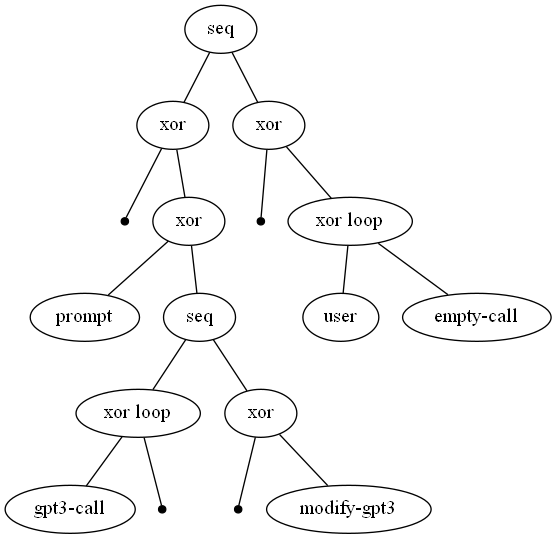 seq
xor
xor
xor
xor loop
prompt
seq
user
empty-call
xor loop
xor
gpt3-call
modify-gpt3